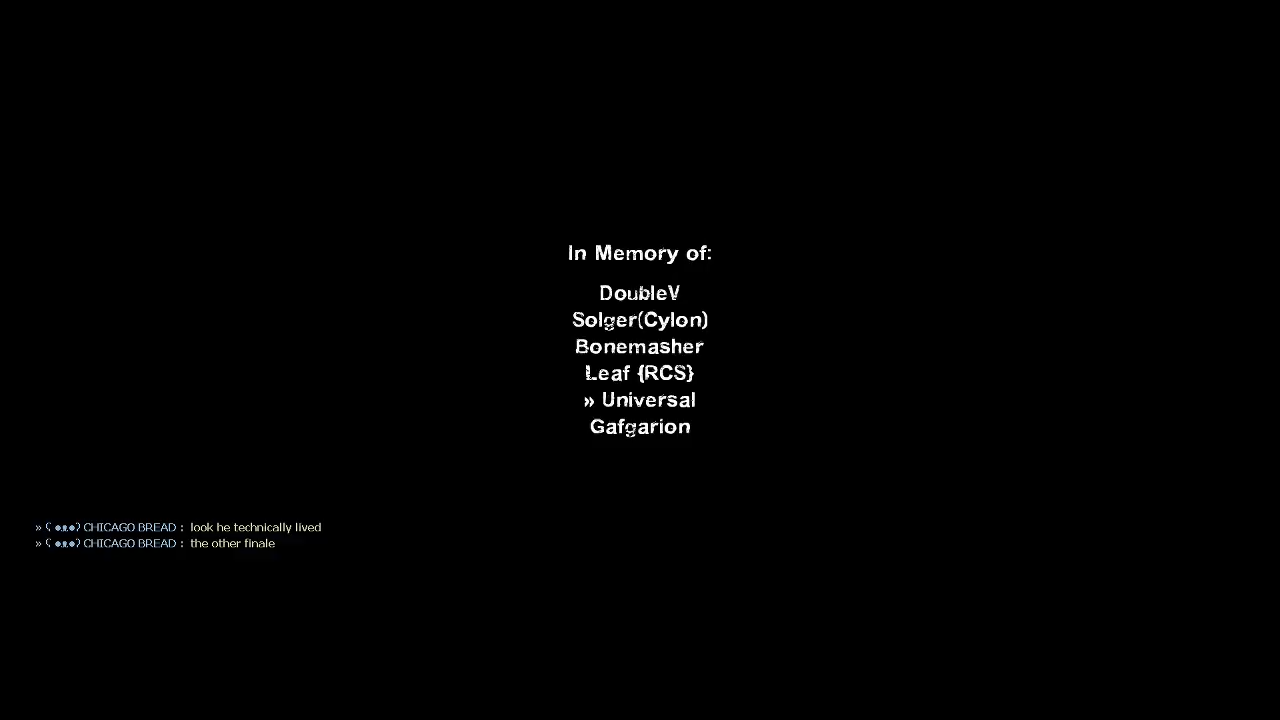 In Memory of:
DoubleV
Solger(Cylon)
Bonemasher
Leaf {RCS}
» Universal
Gafgarion
» ʕ •ᴥ•ʔ CHICAGO BREAD : look he technically lived
» ʕ •ᴥ•ʔ CHICAGO BREAD : the other finale